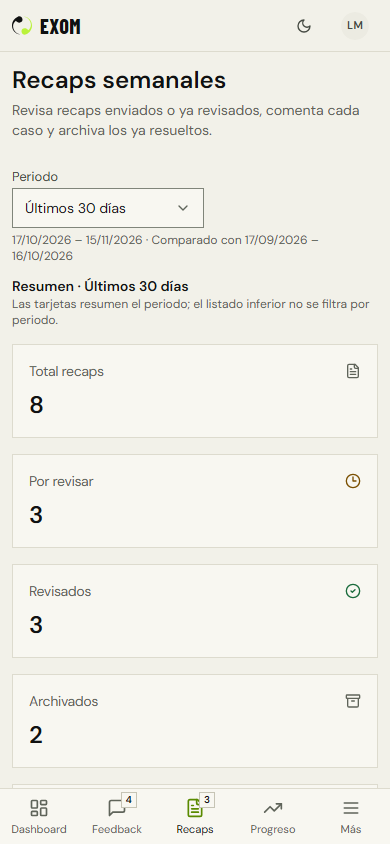 EXOM
LM
Recaps semanales
Revisa recaps enviados o ya revisados, comenta cada
caso y archiva los ya resueltos.
Periodo
Últimos 30 días
17/10/2026 – 15/11/2026 · Comparado con 17/09/2026 –
16/10/2026
Resumen · Últimos 30 días
Las tarjetas resumen el periodo; el listado inferior no se filtra por
periodo.
Total recaps
8
Por revisar
3
Revisados
3
Archivados
2
4
3
Dashboard
Feedback
Recaps
Progreso
Más